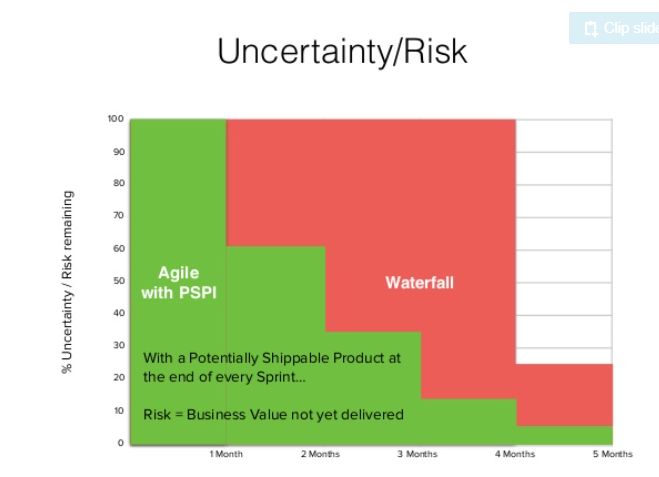 Clip slide
Uncertainty/Risk
% Uncertainty / Risk remaining
100
90
80
70
60
50
40
30
20
10
0
Agile
with PSPI
Waterfall
With a Potentially Shippable Product at
the end of every Sprint...
Risk = Business Value not yet delivered
1 Month
2 Months
3 Months
4 Months
5 Months